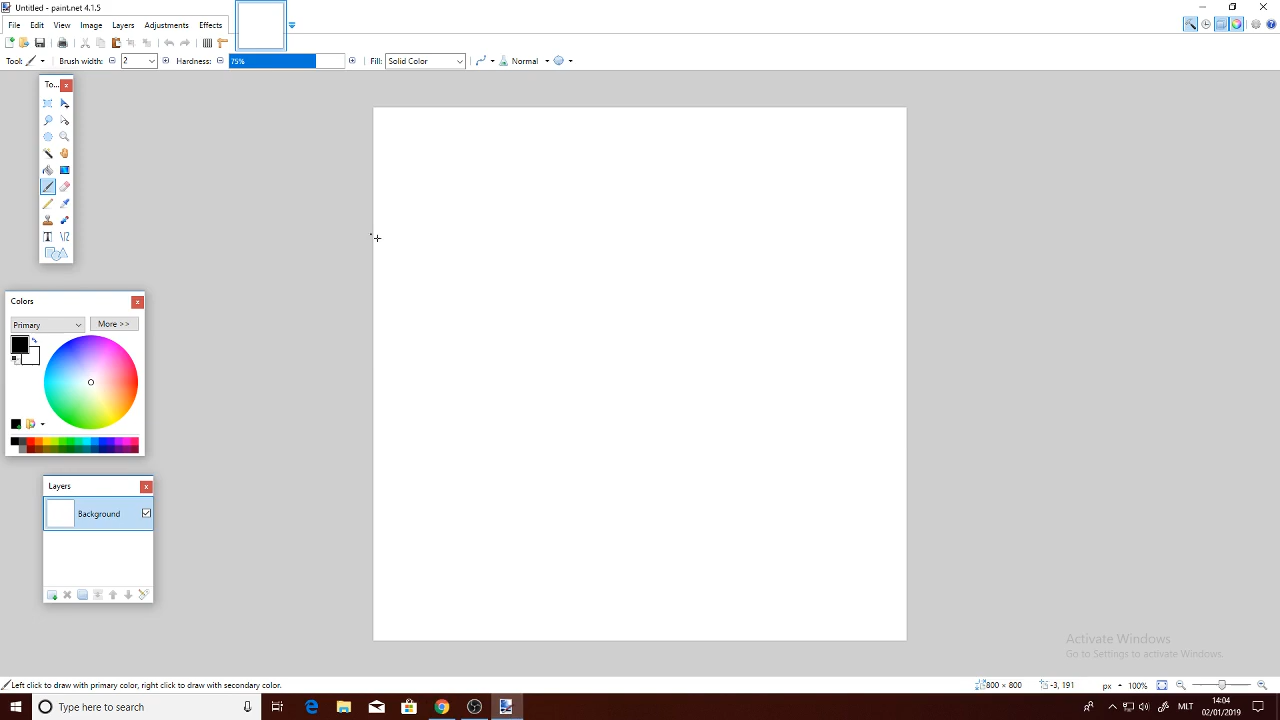 Untitled - paint.net 4.1.5
File Edit View Image Layers Adjustments Effects
Tool: Brush width: 2 Hardness: 75% Fill: Solid Color Normal
To...
Colors
Primary More >>
Layers
Background
Activate Windows
Go to Settings to activate Windows.
Left click to draw with primary color, right click to draw with secondary color. 800 × 800 -3, 191 px 100%
Type here to search MLT 14:04
02/01/2019